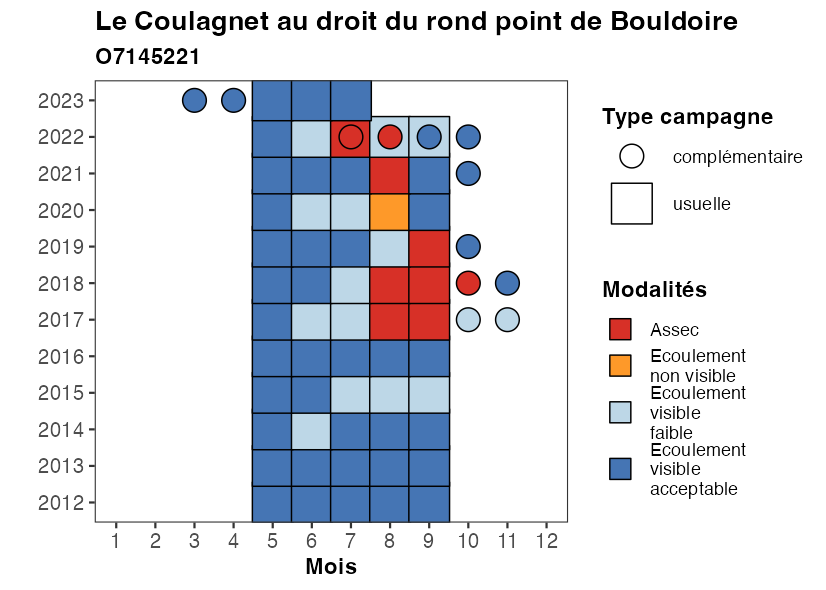 Le Coulagnet au droit du rond point de Bouldoire
O7145221
2023
2022
2021
2020
2019
2018
2017
2016
2015
2014
2013
2012
1 2 3 4 5 6 7 8 9 10 11 12
Mois
Type campagne
complémentaire
usuelle
Modalités
Assec
Ecoulement
non visible
Ecoulement
visible
faible
Ecoulement
visible
acceptable